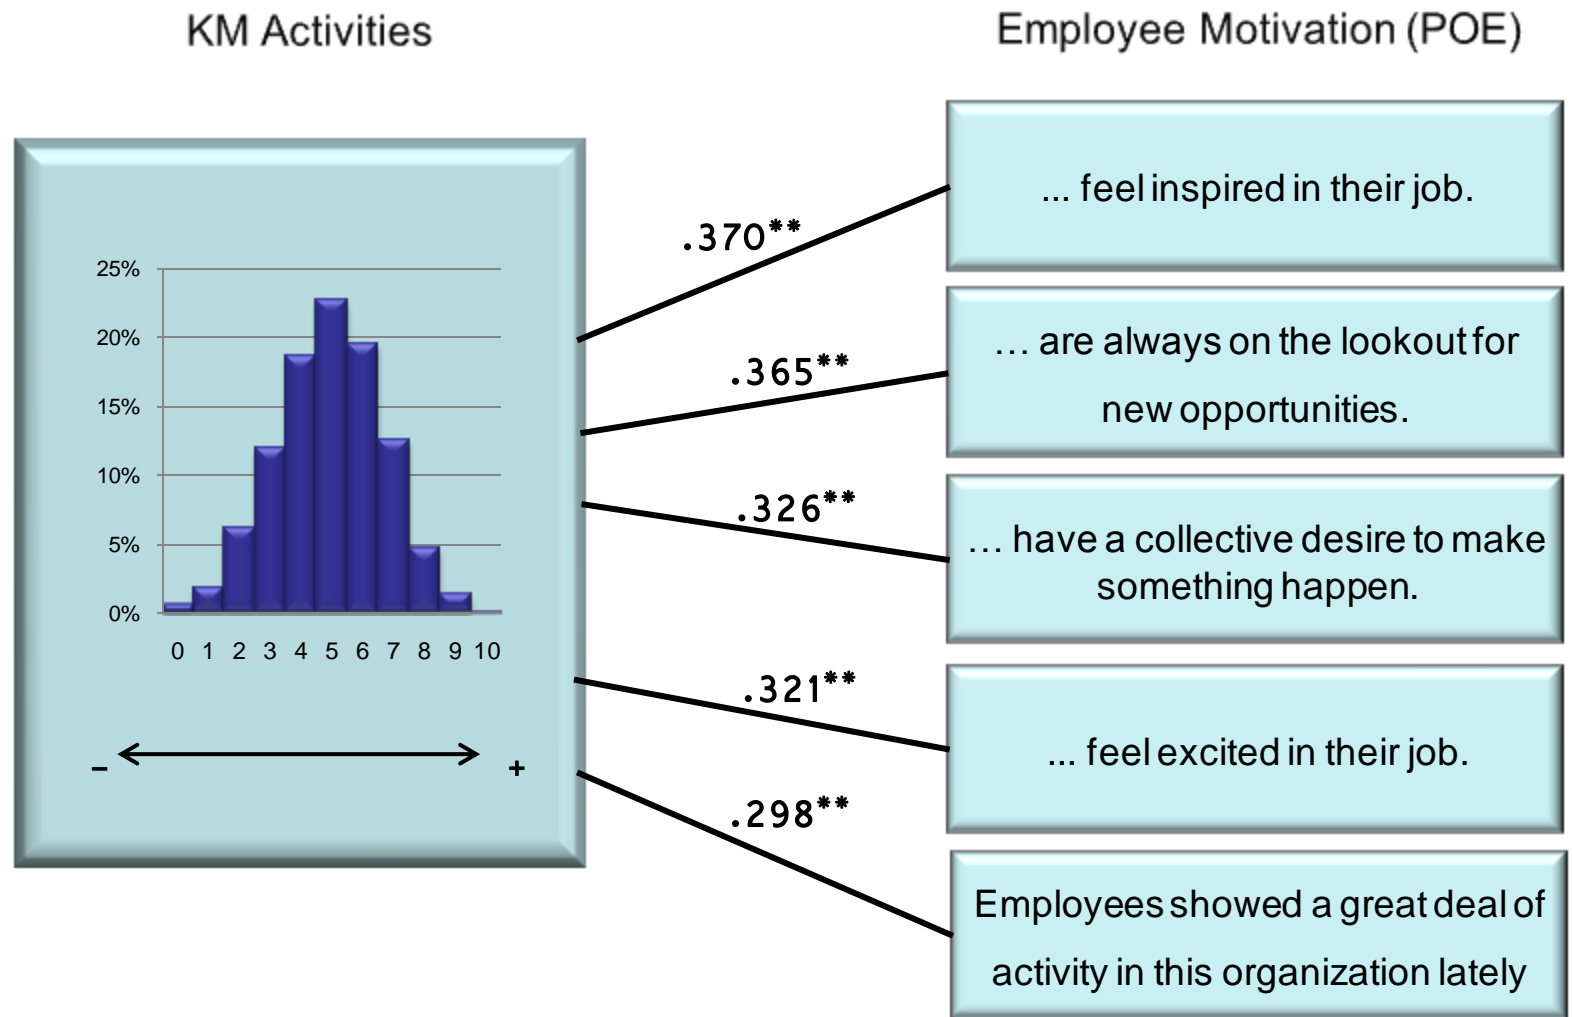 KM Activities
Employee Motivation (POE)
... feel inspired in their job.
.370**
25%
20%
15%
10%
5%
0%
0 1 2 3 4 5 6 7 8 9 10
… are always on the lookout for
new opportunities.
.365**
… have a collective desire to make
something happen.
.326**
... feel excited in their job.
.321**
– +
Employees showed a great deal of
activity in this organization lately
.298**